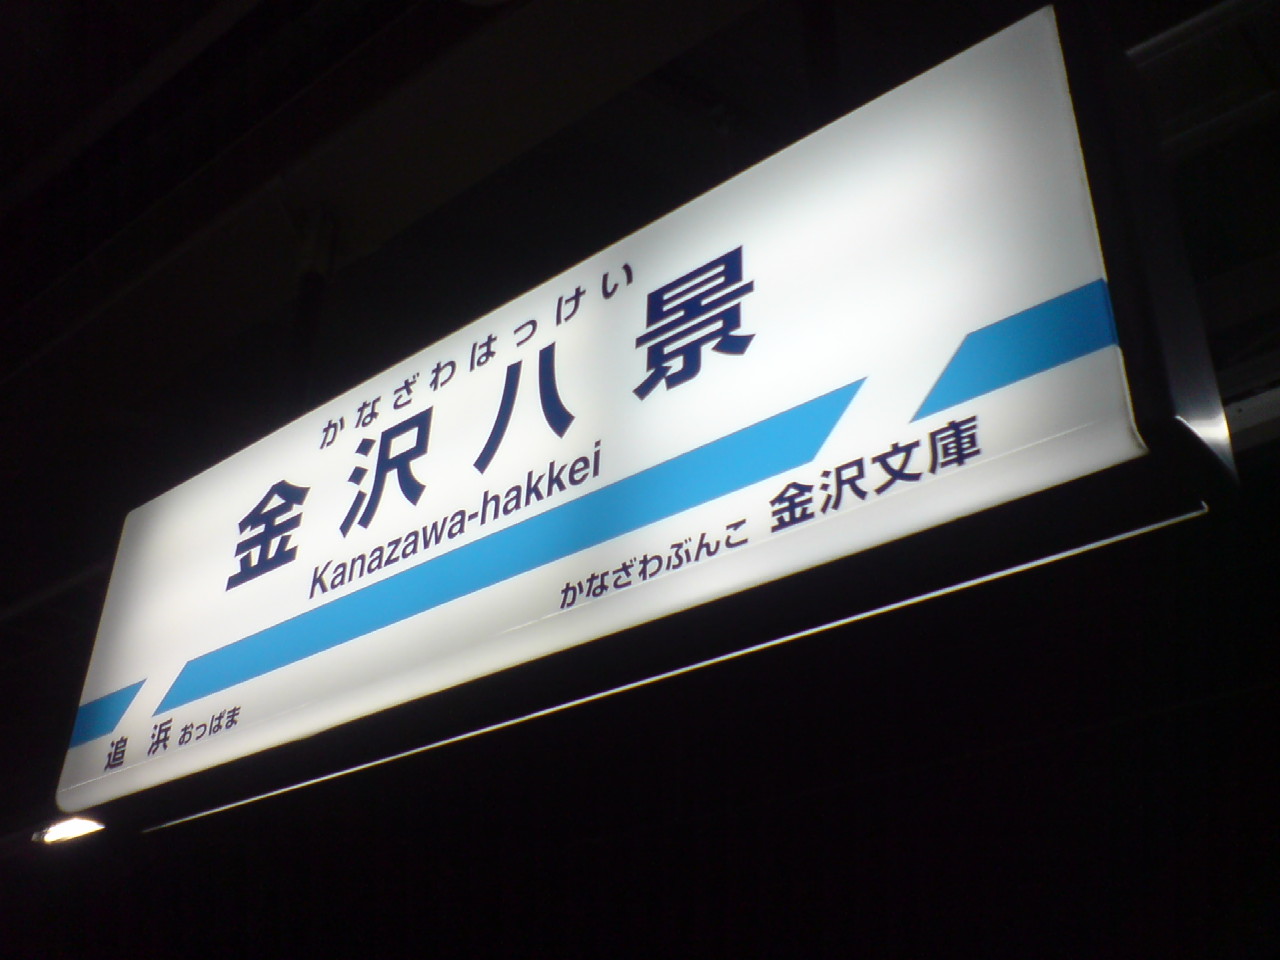 かなざわはっけい
金沢八景
Kanazawa-hakkei
追浜 おっぱま
かなざわぶんこ 金沢文庫